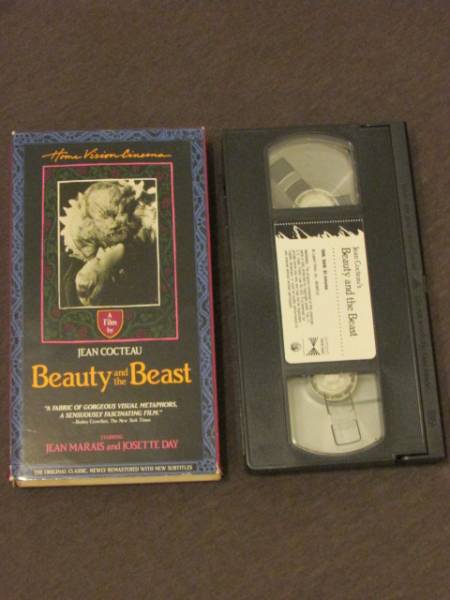 Home Vision Cinema
A
Film
by
JEAN COCTEAU
Beauty and the Beast
"A FABRIC OF GORGEOUS VISUAL METAPHORS,
A SENSUOUSLY FASCINATING FILM."
—Bosley Crowther, New York Times
STARRING
JEAN MARAIS and JOSETTE DAY
THE ORIGINAL CLASSIC, NEWLY REMASTERED WITH NEW SUBTITLES
Jean Cocteau's
Beauty and the Beast